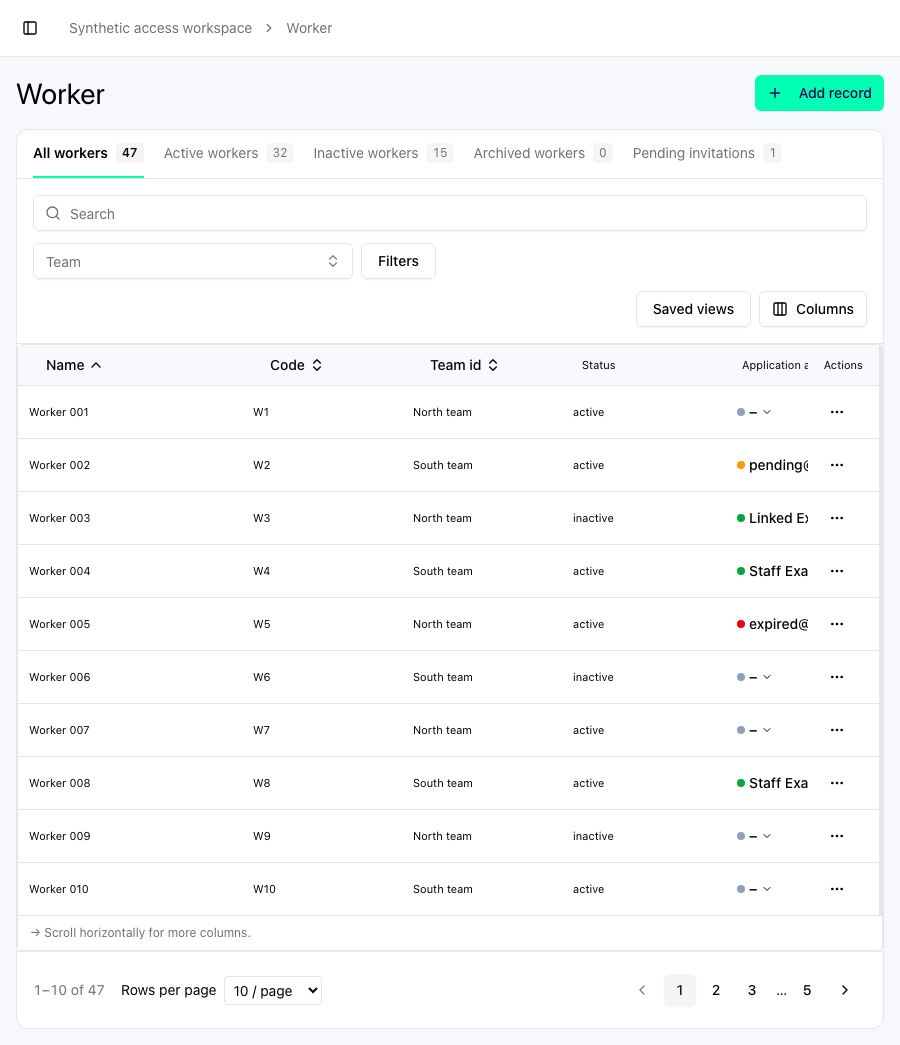 Synthetic access workspace > Worker
Worker
+ Add record
All workers 47 Active workers 32 Inactive workers 15 Archived workers 0 Pending invitations 1
Search
Team
Filters
Saved views
Columns
Name Code Team id Status Application a Actions
Worker 001 W1 North team active –
Worker 002 W2 South team active pending@
Worker 003 W3 North team inactive Linked Ex
Worker 004 W4 South team active Staff Exa
Worker 005 W5 North team active expired@
Worker 006 W6 South team inactive –
Worker 007 W7 North team active –
Worker 008 W8 South team active Staff Exa
Worker 009 W9 North team inactive –
Worker 010 W10 South team active –
→ Scroll horizontally for more columns.
1–10 of 47 Rows per page 10 / page 1 2 3 ... 5